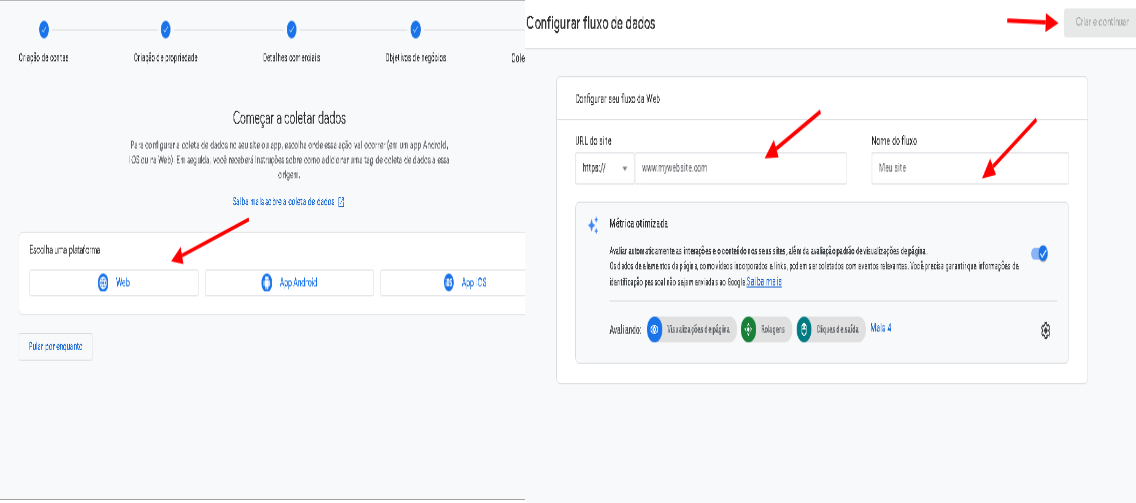 Criação de contas
Criação de propriedade
Detalhes comerciais
Objetivos de negócios
Cole
Começar a coletar dados
Para configurar a coleta de dados no seu site ou app, escolha onde essa ação vai ocorrer (em um app Android,
iOS ou na Web). Em seguida, você receberá instruções sobre como adicionar uma tag de coleta de dados a essa
origem.
Saiba mais sobre a coleta de dados
Escolha uma plataforma
Web
App Android
App iOS
Pular por enquanto
Configurar fluxo de dados
Criar e continuar
Configurar seu fluxo da Web
URL do site
Nome do fluxo
https://
www.mywebsite.com
Meu site
Métrica otimizada
Avaliar automaticamente as interações e o conteúdo nos seus sites, além da avaliação padrão de visualizações de página.
Os dados de elementos da página, como vídeos incorporados e links, podem ser coletados com eventos relevantes. Você precisa garantir que informações de
identificação pessoal não sejam enviadas ao Google. Saiba mais
Avaliando:
Visualizações de página
Rolagens
Cliques de saída
Mais 4